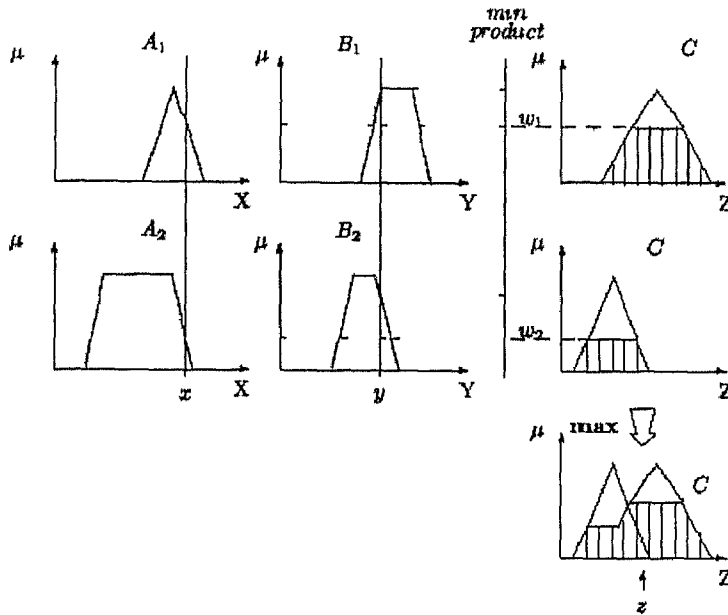 min
product
μ A₁ μ B₁ μ C
w₁
X Y Z
μ A₂ μ B₂ μ C
w₂
x X y Y Z
max
μ C
Z
z